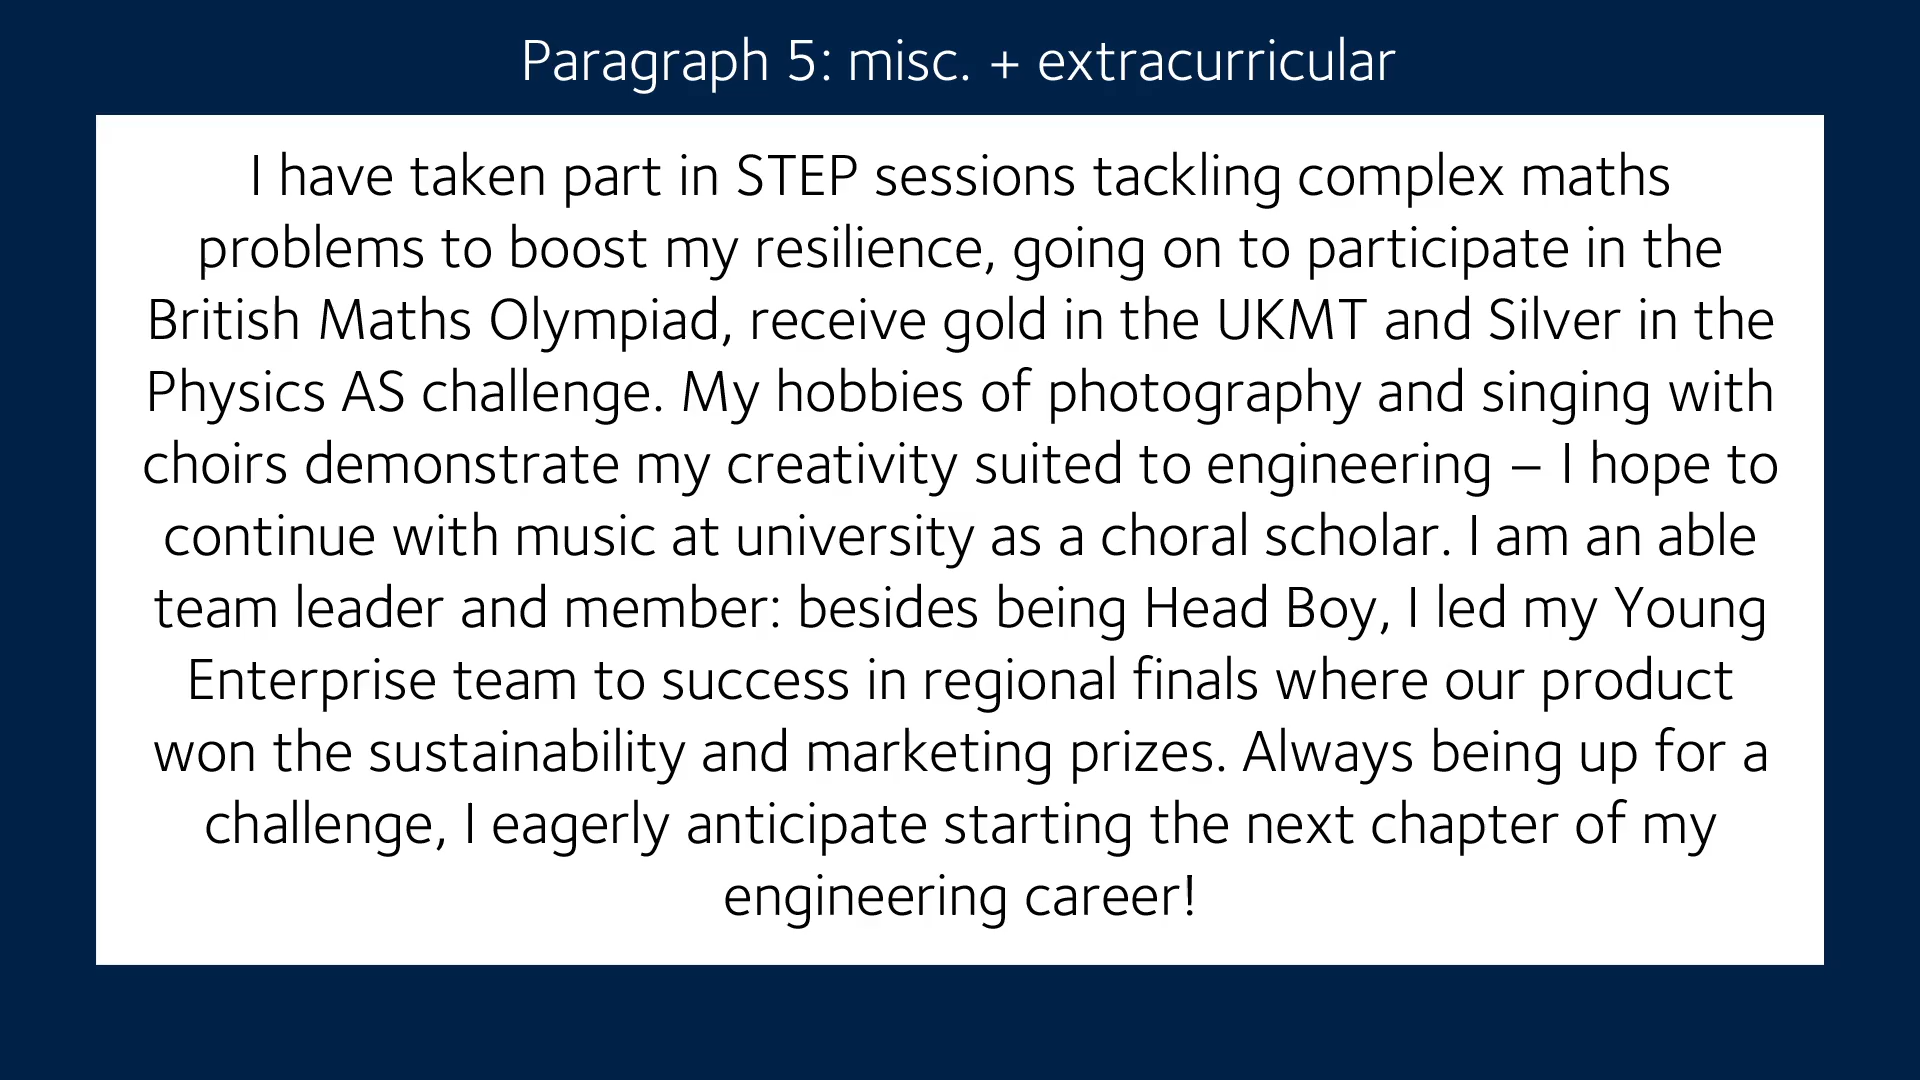 Paragraph 5: misc. + extracurricular
I have taken part in STEP sessions tackling complex maths
problems to boost my resilience, going on to participate in the
British Maths Olympiad, receive gold in the UKMT and Silver in the
Physics AS challenge. My hobbies of photography and singing with
choirs demonstrate my creativity suited to engineering – I hope to
continue with music at university as a choral scholar. I am an able
team leader and member: besides being Head Boy, I led my Young
Enterprise team to success in regional finals where our product
won the sustainability and marketing prizes. Always being up for a
challenge, I eagerly anticipate starting the next chapter of my
engineering career!